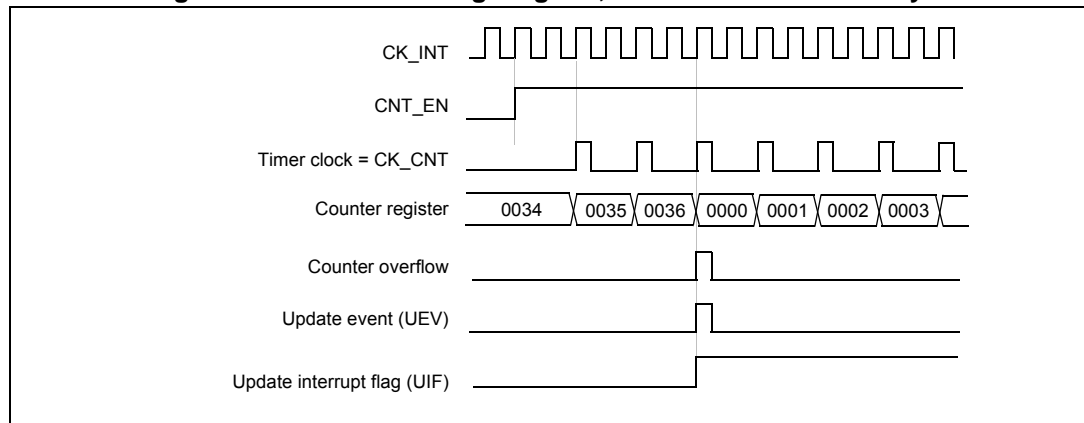 CK_INT
CNT_EN
Timer clock = CK_CNT
Counter register 0034 0035 0036 0000 0001 0002 0003
Counter overflow
Update event (UEV)
Update interrupt flag (UIF)